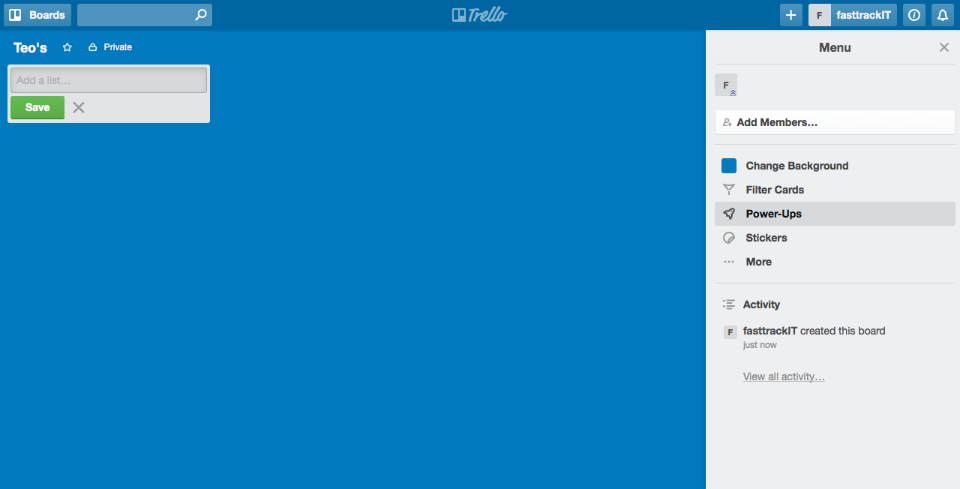 Boards
Trello
F fasttrackIT
Teo's Private
Add a list…
Save
Menu
F
Add Members…
Change Background
Filter Cards
Power-Ups
Stickers
More
Activity
F fasttrackIT created this board
just now
View all activity…